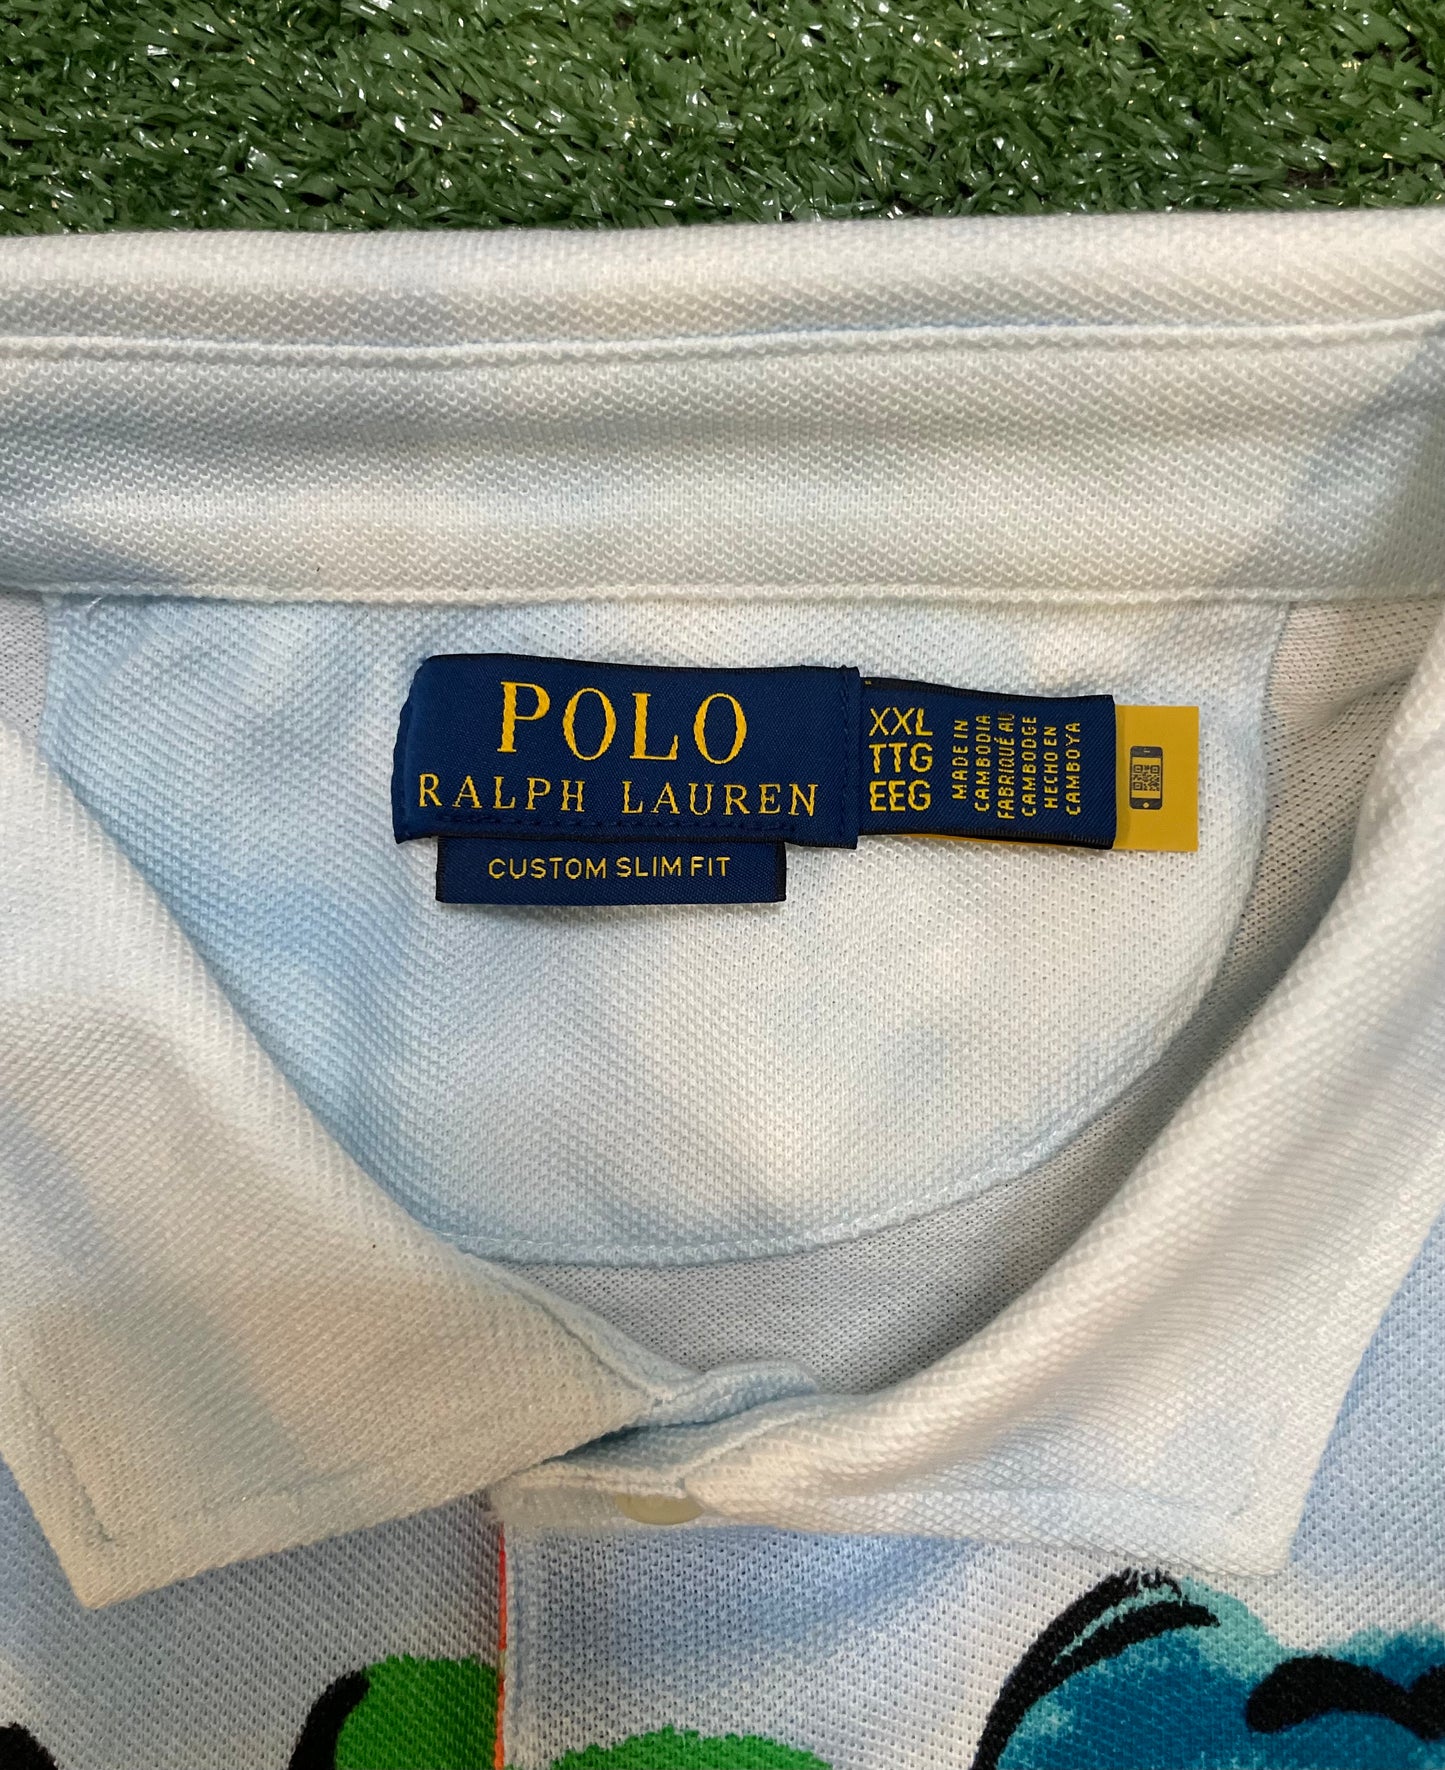 POLO
RALPH LAUREN
CUSTOM SLIM FIT
XXL
TTG
EEG
MADE IN
CAMBODIA
FABRIQUÉ AU
CAMBODGE
HECHO EN
CAMBOYA